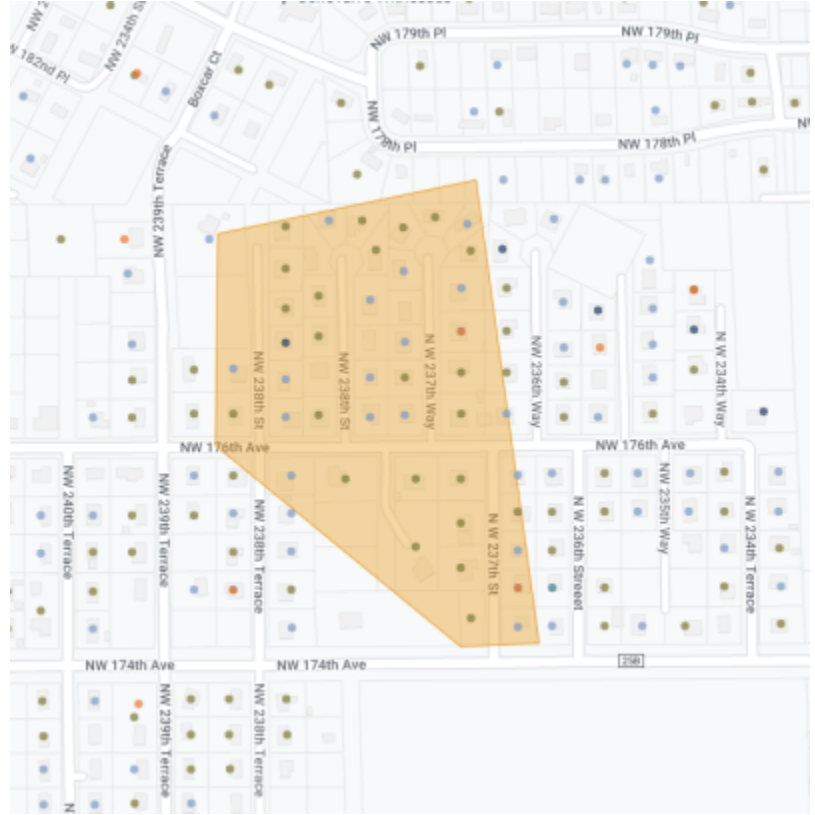 NW 234th St
NW 179th Pl
NW 179th Pl
W 182nd Pl
Boxcar Ct
NW 179th Pl
NW 178th Pl
NW 239th Terrace
NW 238th St
NW 238th St
N W 237th Way
NW 236th Way
NW 234th Way
NW 176th Ave
NW 176th Ave
NW 240th Terrace
NW 239th Terrace
NW 238th Terrace
N W 237th St
N W 236th Streeet
NW 235th Way
NW 234th Terrace
NW 174th Ave
NW 174th Ave
25B
NW 239th Terrace
NW 238th Terrace
N